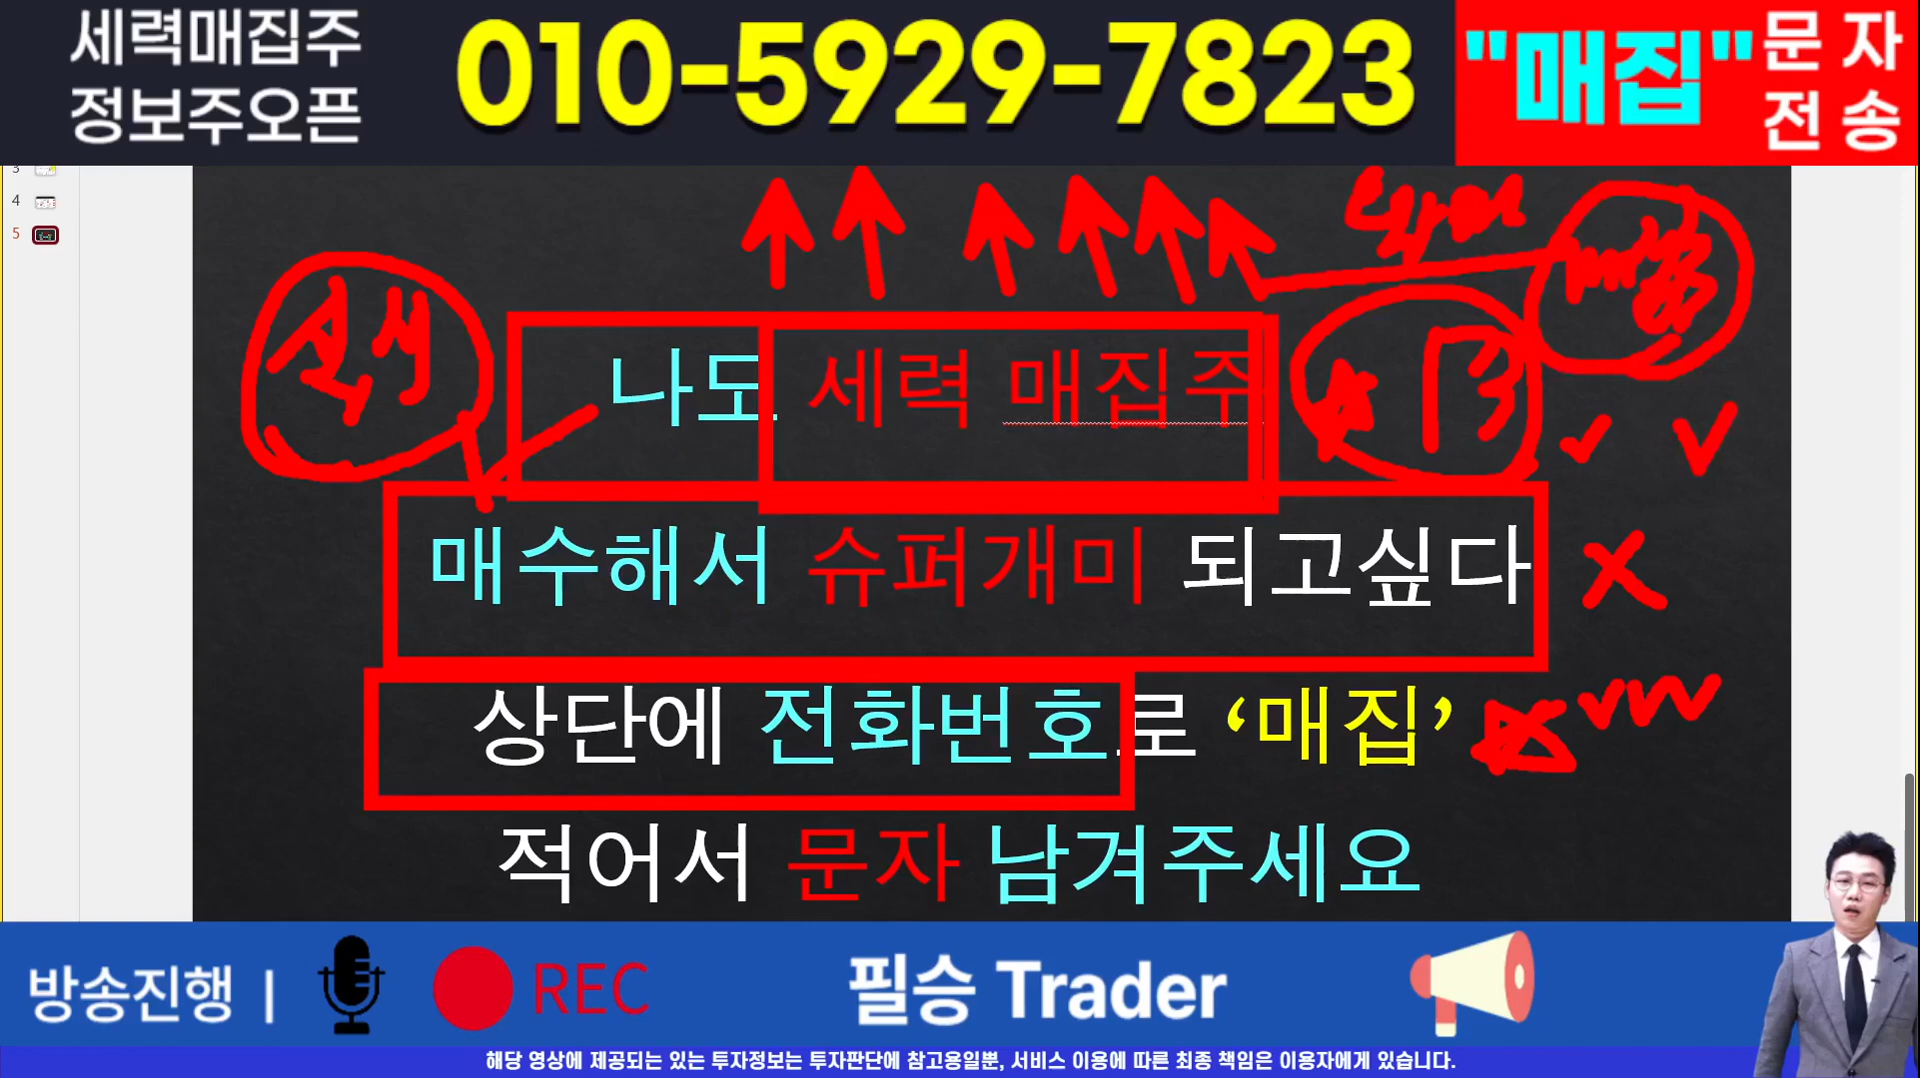 세력매집주
정보주오픈
010-5929-7823
"매집"
문 자
전 송
3
4
5
나도 세력 매집주
매수해서 슈퍼개미 되고싶다
상단에 전화번호로 ‘매집’
적어서 문자 남겨주세요
방송진행 |
REC
필승 Trader
해당 영상에 제공되는 있는 투자정보는 투자판단에 참고용일뿐, 서비스 이용에 따른 최종 책임은 이용자에게 있습니다.